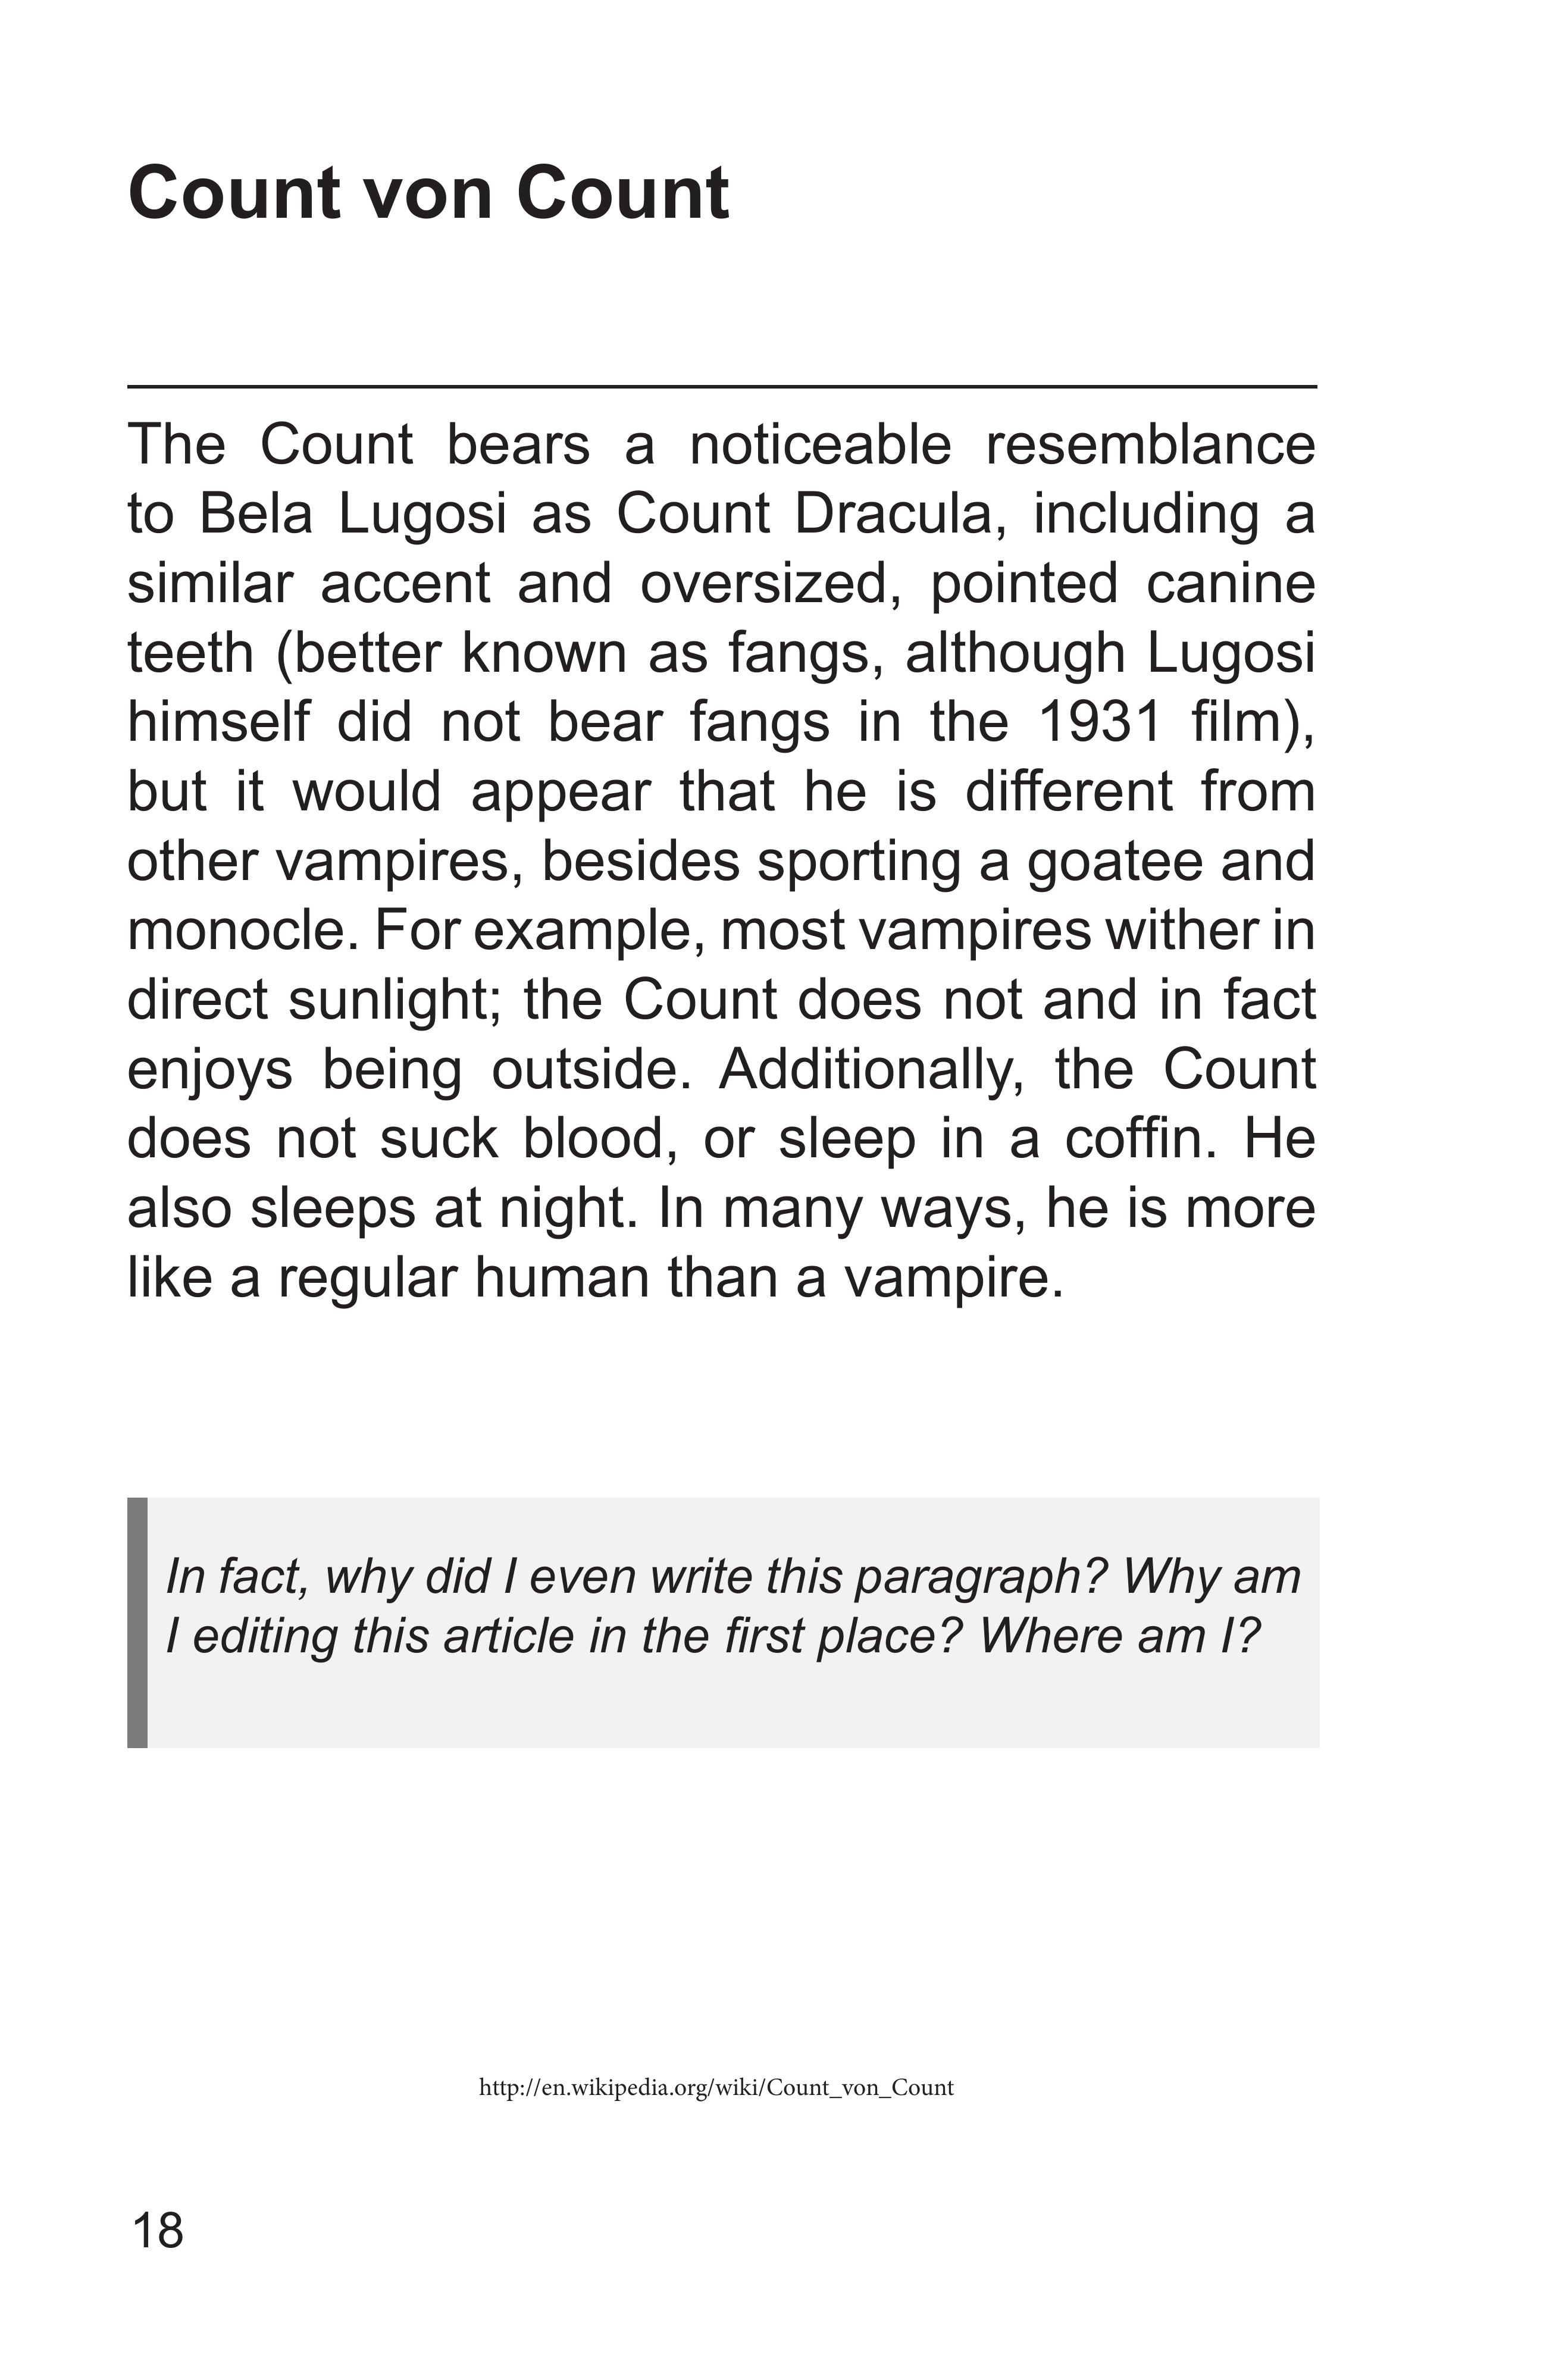 Count von Count
The Count bears a noticeable resemblance
to Bela Lugosi as Count Dracula, including a
similar accent and oversized, pointed canine
teeth (better known as fangs, although Lugosi
himself did not bear fangs in the 1931 film),
but it would appear that he is different from
other vampires, besides sporting a goatee and
monocle. For example, most vampires wither in
direct sunlight; the Count does not and in fact
enjoys being outside. Additionally, the Count
does not suck blood, or sleep in a coffin. He
also sleeps at night. In many ways, he is more
like a regular human than a vampire.
In fact, why did I even write this paragraph? Why am
I editing this article in the first place? Where am I?
http://en.wikipedia.org/wiki/Count_von_Count
18